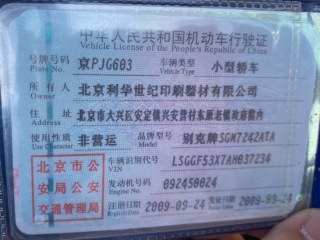 中华人民共和国机动车行驶证
Vehicle License of the People's Republic of China
号牌号码 京PJG603 车辆类型 小型轿车
Plate No. Vehicle Type
所有人 北京利华世纪印刷器材有限公司
Owner
住址 北京市大兴区安定镇兴安营村东原老镇政府院内
Address
使用性质 非营运 品牌型号 别克牌SGM7242ATA
Use Character Model
北京市公安局公安交通管理局
车辆识别代号 LSGGF53X7AH037234
VIN
发动机号码 092450024
Engine No.
注册日期 2009-09-24 发证日期 2009-09-24
Register Date Issue Date